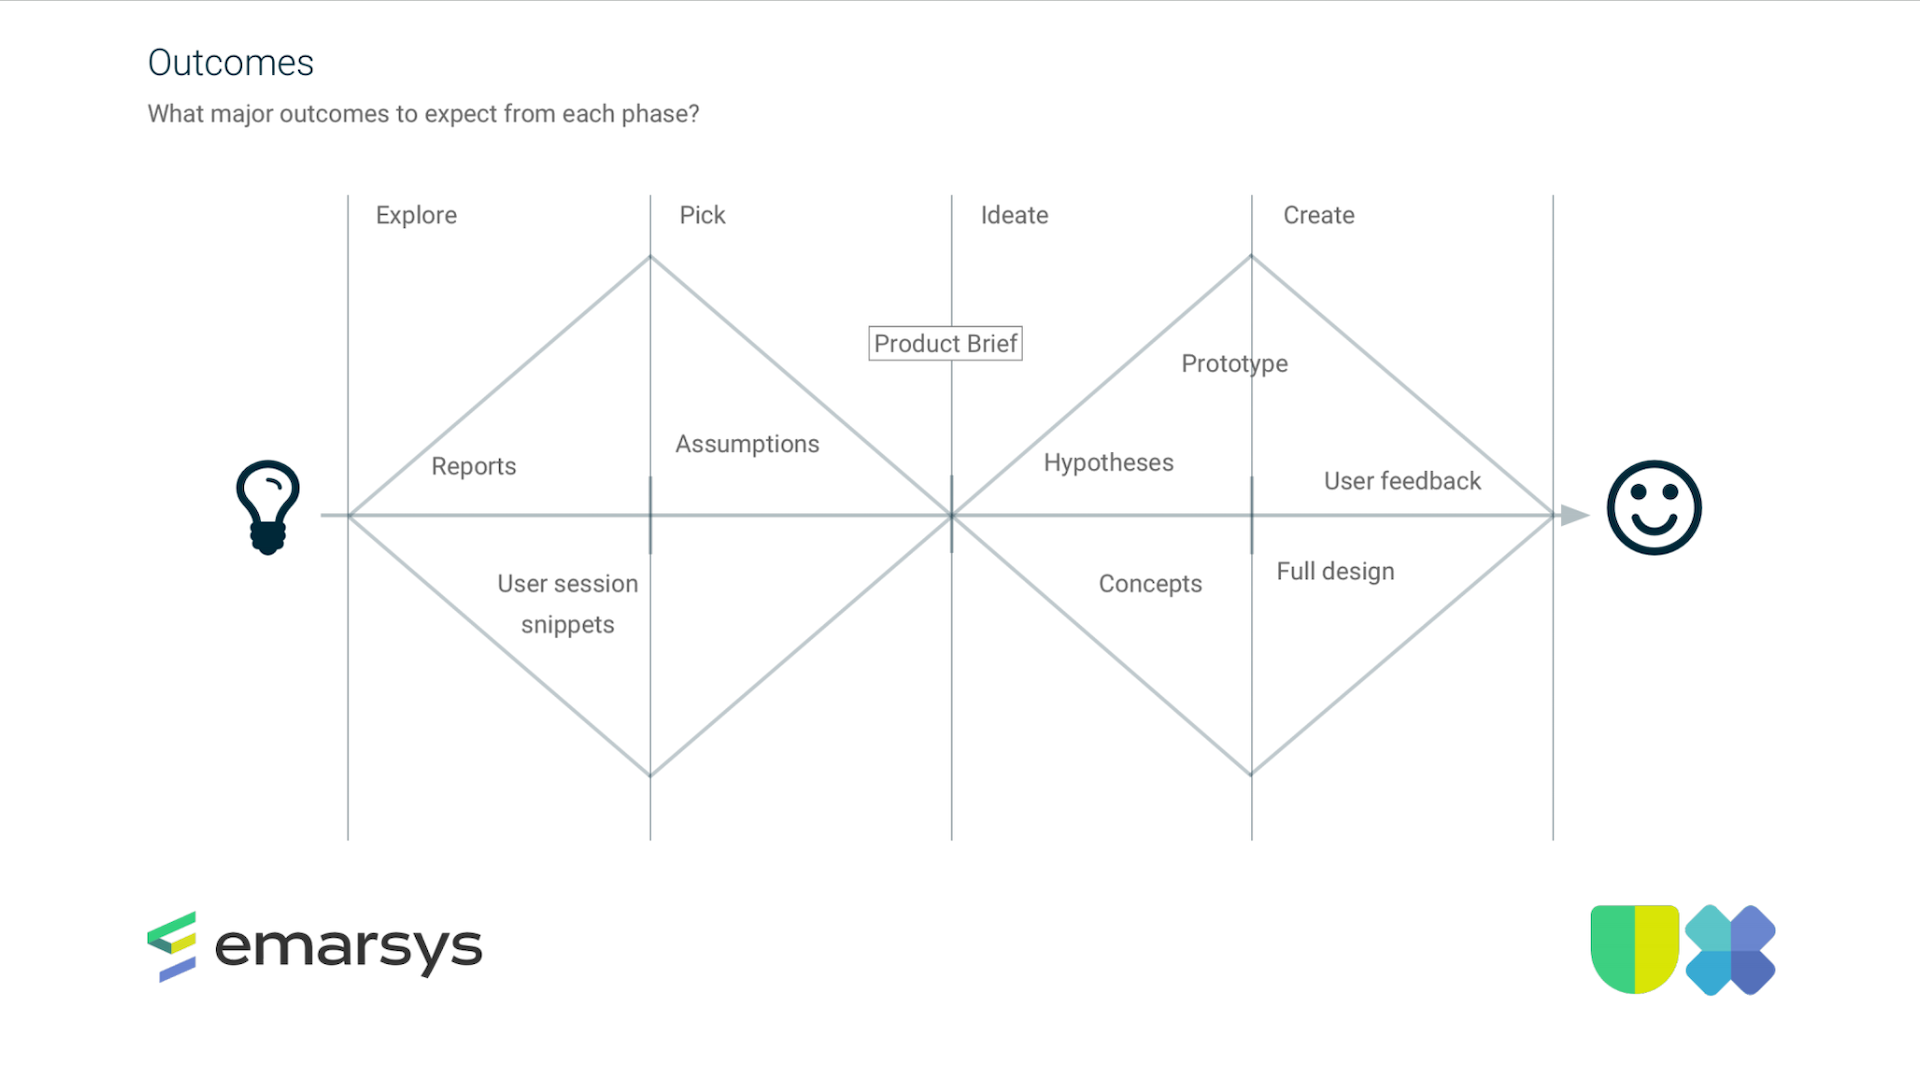 Outcomes
What major outcomes to expect from each phase?
Explore
Pick
Ideate
Create
Product Brief
Prototype
Assumptions
Hypotheses
Reports
User feedback
Full design
User session
snippets
Concepts
emarsys
UX